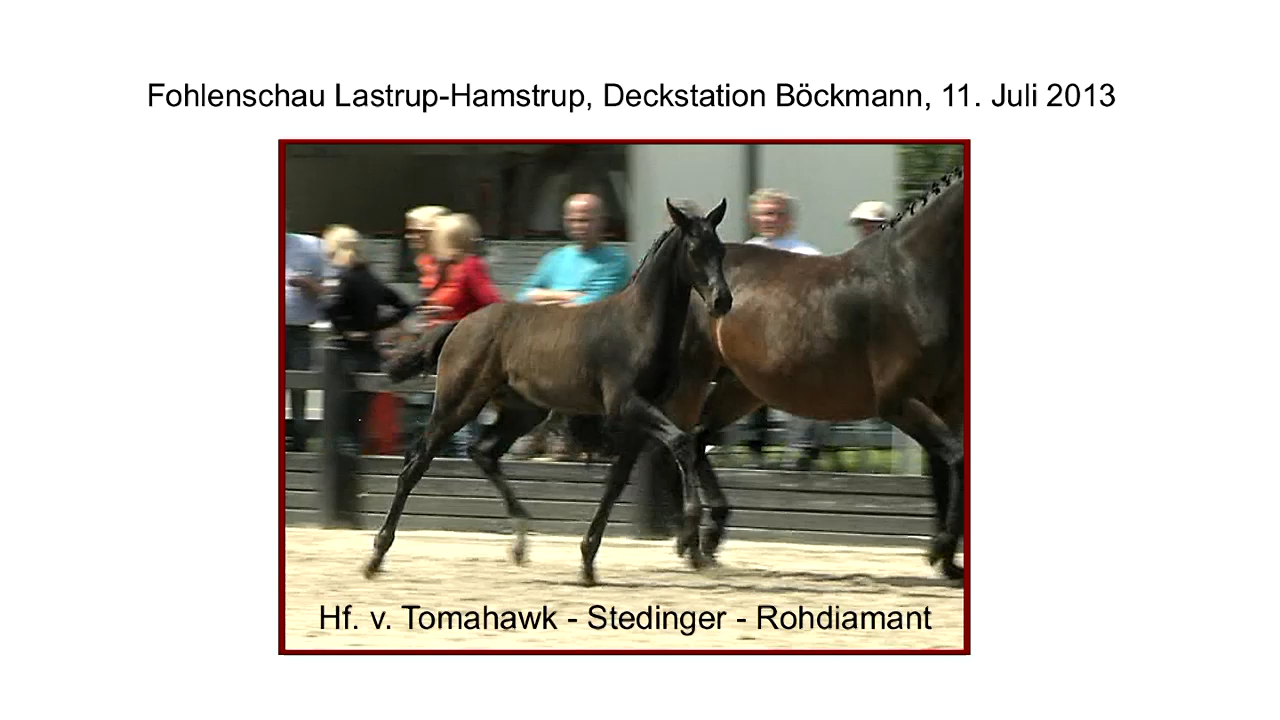 Fohlenschau Lastrup-Hamstrup, Deckstation Böckmann, 11. Juli 2013
Hf. v. Tomahawk - Stedinger - Rohdiamant